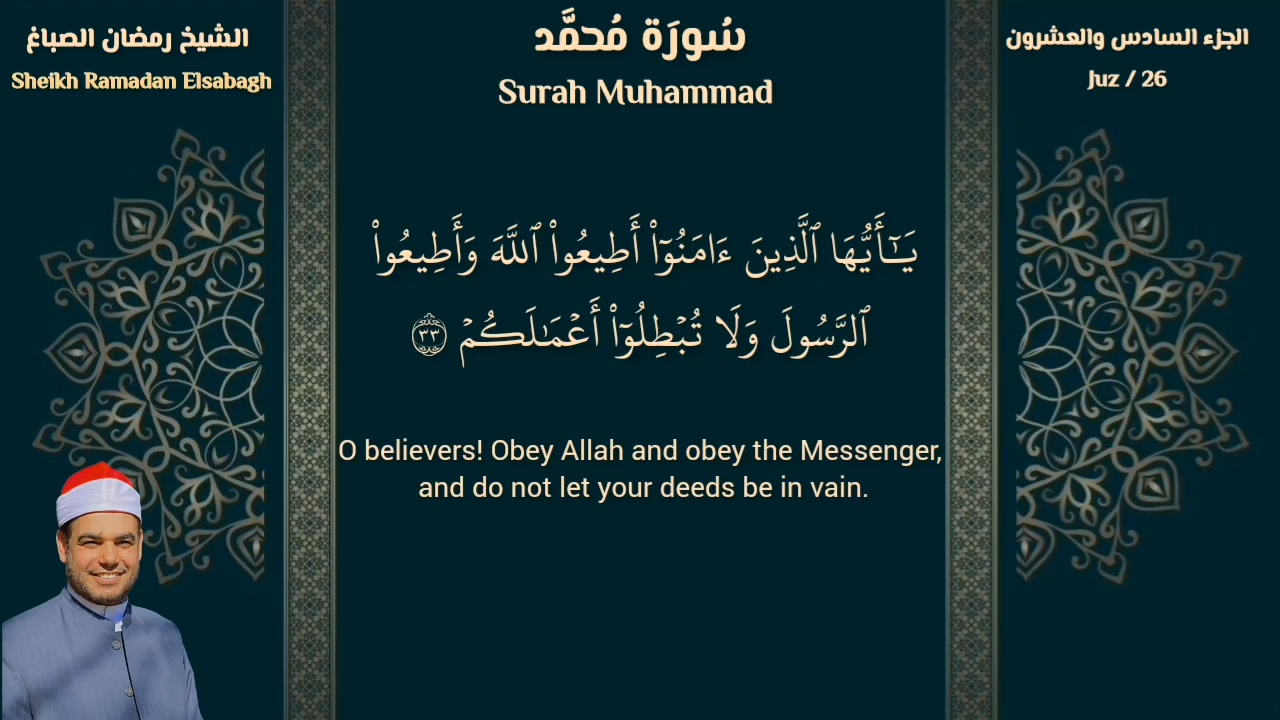 الشيخ رمضان الصباغ
Sheikh Ramadan Elsabagh
سُورَة مُحمَّد
Surah Muhammad
الجزء السادس والعشرون
Juz / 26
يَـٰٓأَيُّهَا ٱلَّذِينَ ءَامَنُوٓا۟ أَطِيعُوا۟ ٱللَّهَ وَأَطِيعُوا۟
ٱلرَّسُولَ وَلَا تُبْطِلُوٓا۟ أَعْمَـٰلَكُمْ ٣٣
O believers! Obey Allah and obey the Messenger,
and do not let your deeds be in vain.